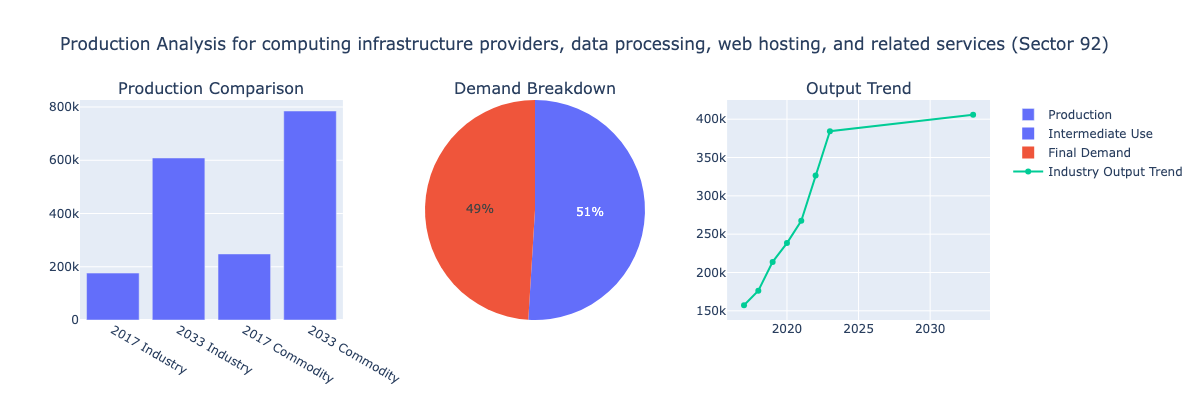 Production Analysis for computing infrastructure providers, data processing, web hosting, and related services (Sector 92)
Production Comparison
800k
600k
400k
200k
0
2017 Industry
2033 Industry
2017 Commodity
2033 Commodity
Demand Breakdown
49%
51%
Output Trend
400k
350k
300k
250k
200k
150k
2020
2025
2030
Production
Intermediate Use
Final Demand
Industry Output Trend